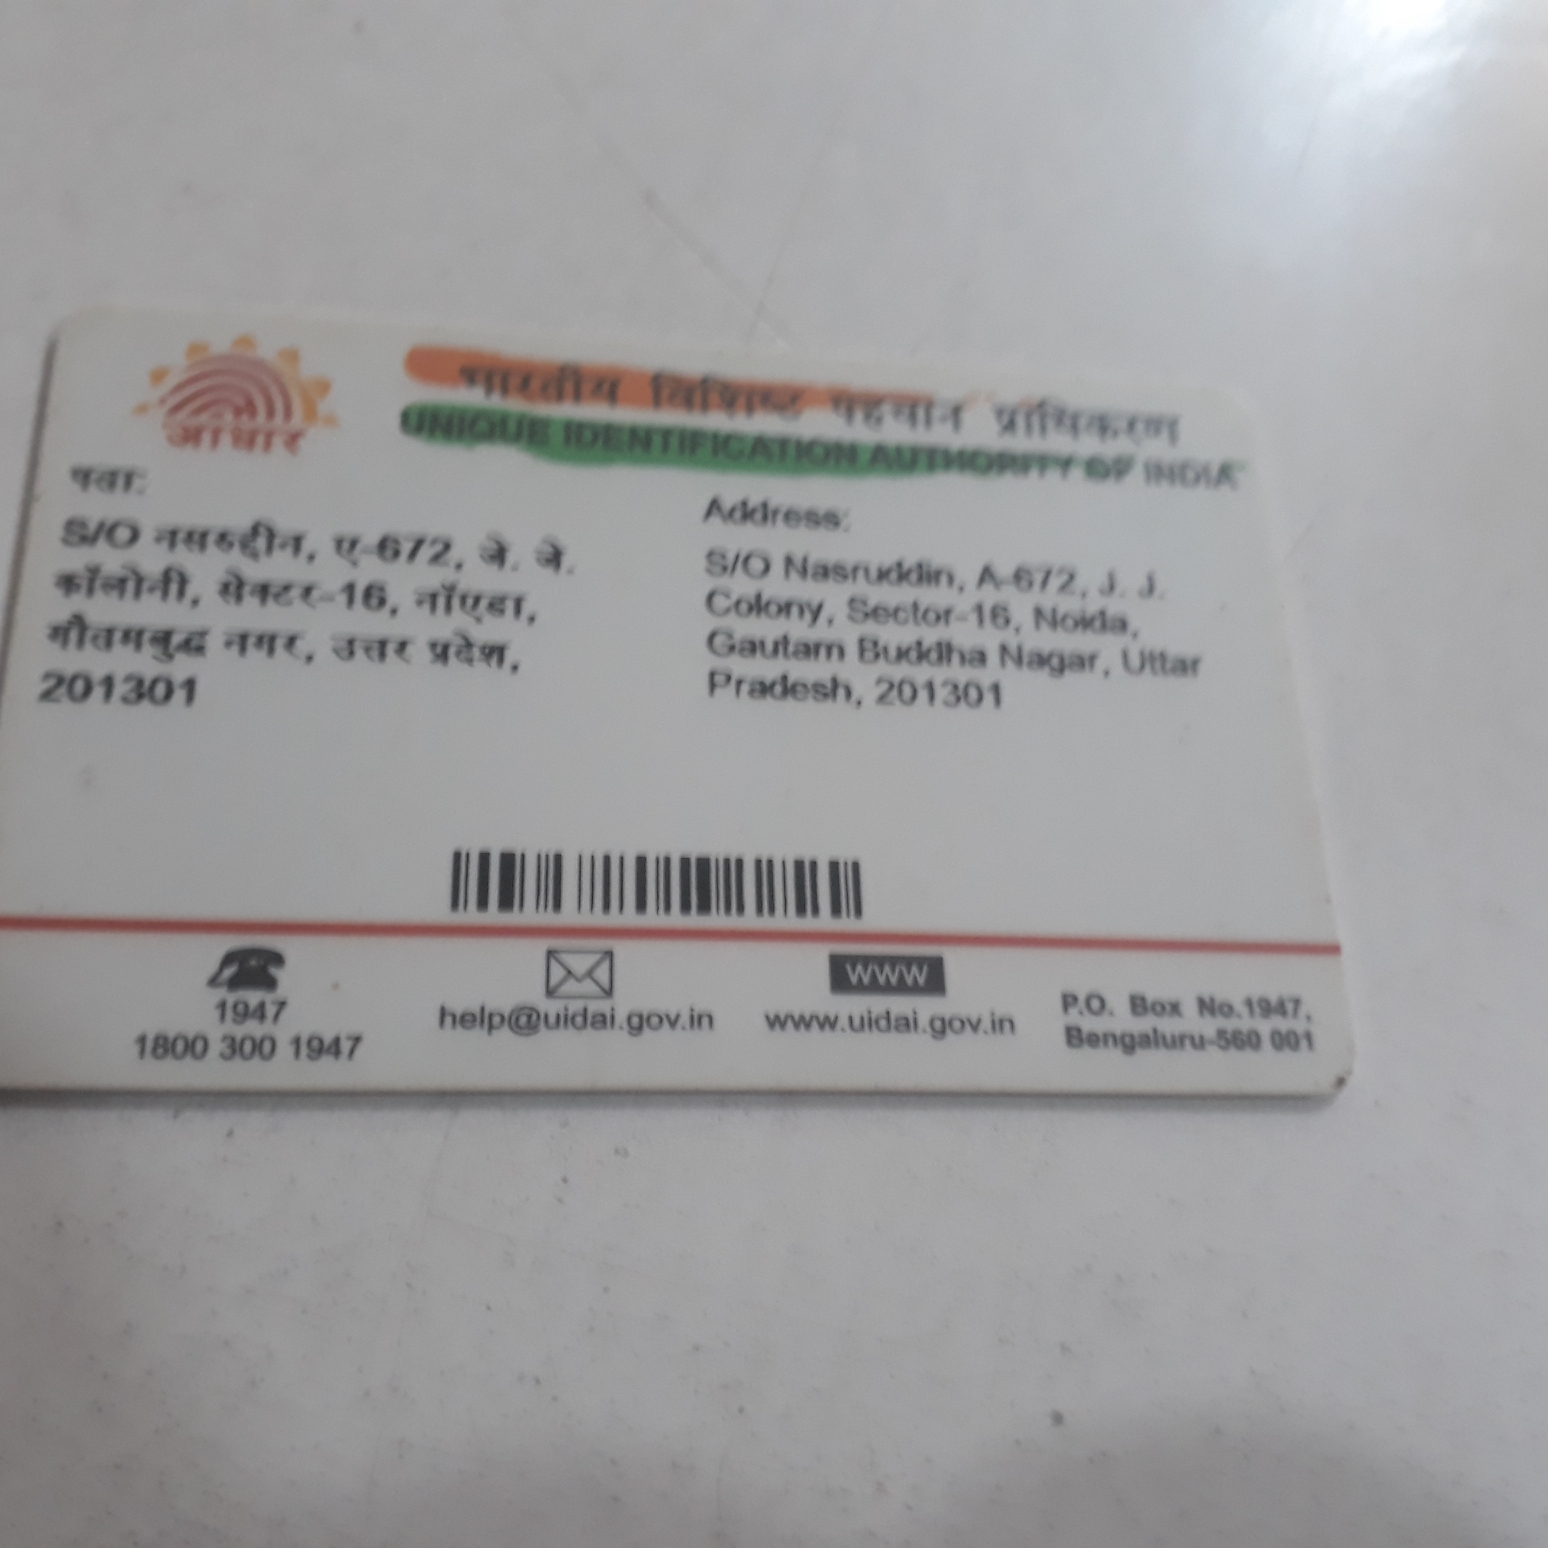 आधार
भारतीय विशिष्ट पहचान प्राधिकरण
UNIQUE IDENTIFICATION AUTHORITY OF INDIA
पता:
S/O नसरुद्दीन, ए-672, जे. जे.
कॉलोनी, सेक्टर-16, नॉएडा,
गौतमबुद्ध नगर, उत्तर प्रदेश,
201301
Address:
S/O Nasruddin, A-672, J. J.
Colony, Sector-16, Noida,
Gautam Buddha Nagar, Uttar
Pradesh, 201301
1947
1800 300 1947
help@uidai.gov.in
www
www.uidai.gov.in
P.O. Box No.1947,
Bengaluru-560 001